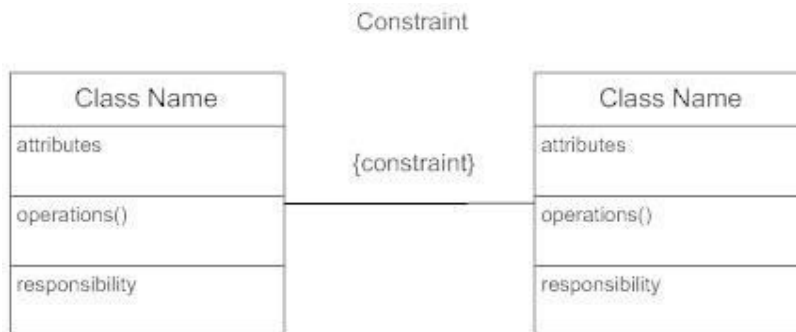 Constraint
Class Name
attributes
operations()
responsibility
{constraint}
Class Name
attributes
operations()
responsibility